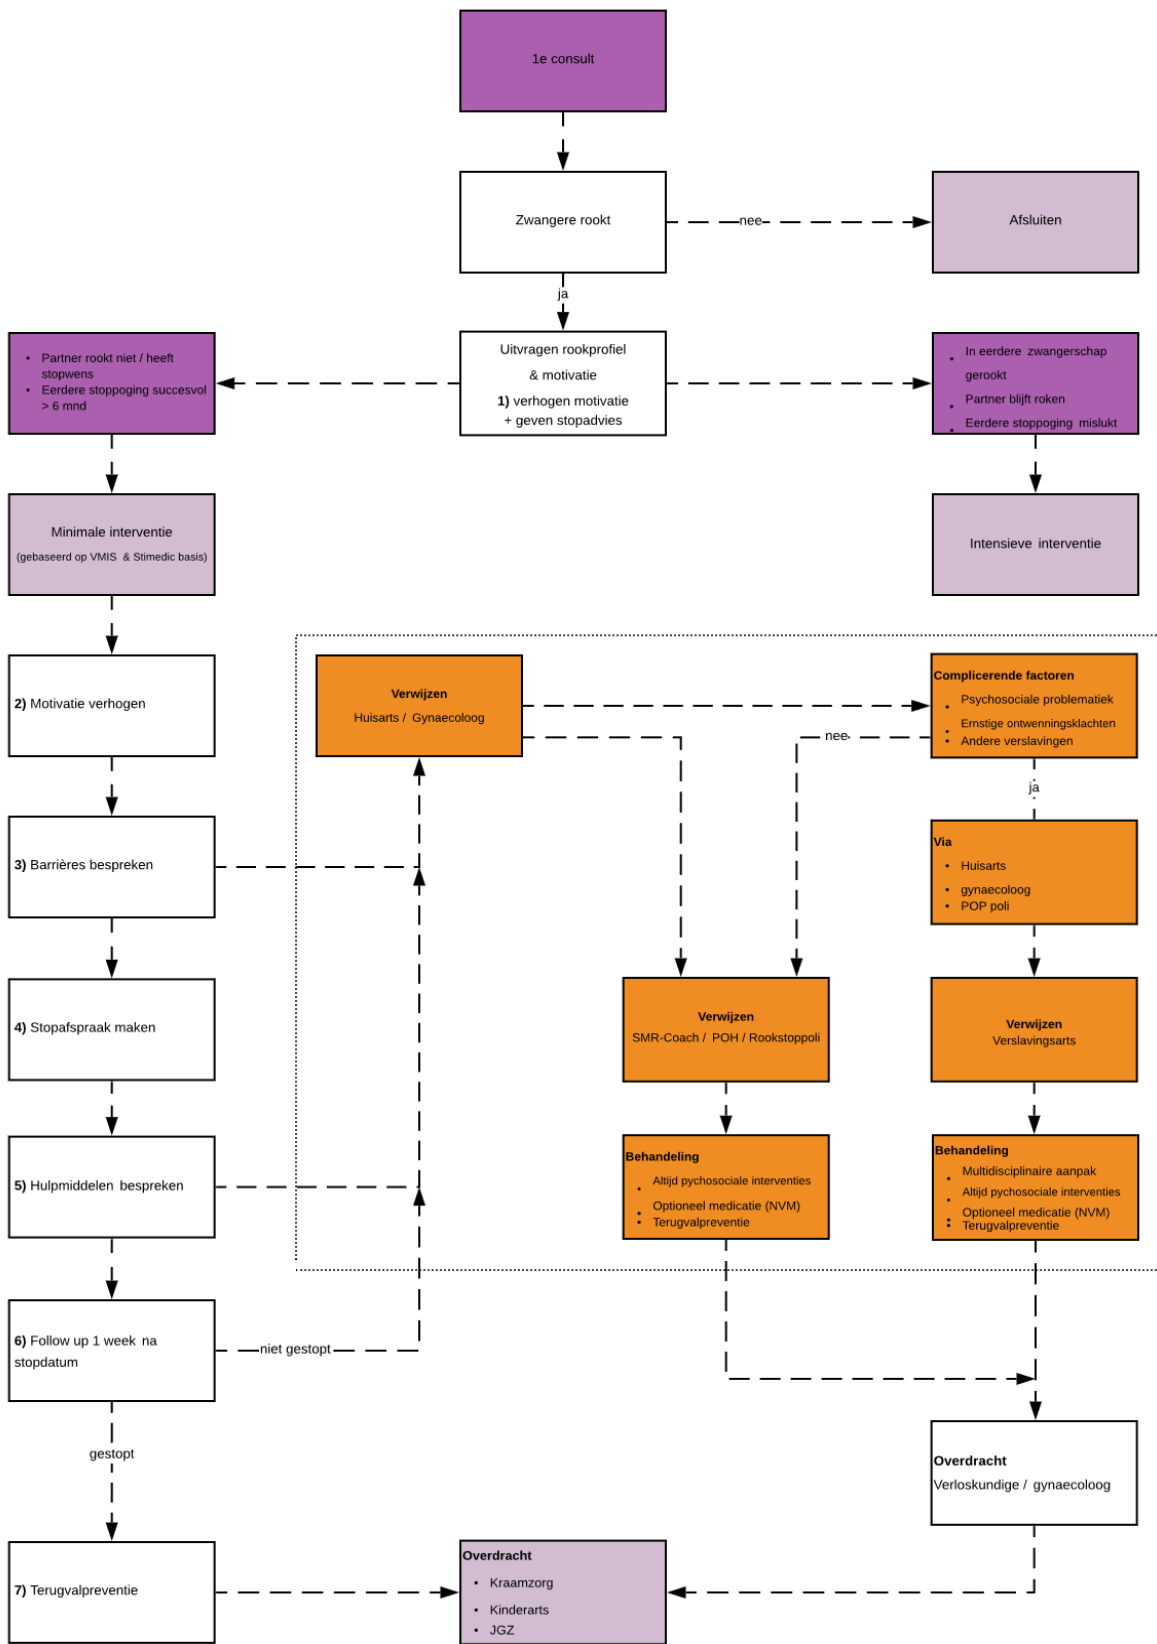 1e consult
Zwangere rookt
nee
Afsluiten
ja
• Partner rookt niet / heeft
stopwens
• Eerdere stoppoging succesvol
> 6 mnd
Uitvragen rookprofiel
& motivatie
1) verhogen motivatie
+ geven stopadvies
• In eerdere zwangerschap
gerookt
• Partner blijft roken
• Eerdere stoppoging mislukt
Minimale interventie
(gebaseerd op VMIS & Stimedic basis)
Intensieve interventie
2) Motivatie verhogen
Verwijzen
Huisarts / Gynaecoloog
Complicerende factoren
• Psychosociale problematiek
• Ernstige ontwenningsklachten
• Andere verslavingen
nee
ja
3) Barrières bespreken
Via
• Huisarts
• gynaecoloog
• POP poli
4) Stopafspraak maken
Verwijzen
SMR-Coach / POH / Rookstoppoli
Verwijzen
Verslavingsarts
5) Hulpmiddelen bespreken
Behandeling
• Altijd pychosociale interventies
• Optioneel medicatie (NVM)
• Terugvalpreventie
Behandeling
• Multidisciplinaire aanpak
• Altijd pychosociale interventies
• Optioneel medicatie (NVM)
• Terugvalpreventie
6) Follow up 1 week na
stopdatum
niet gestopt
gestopt
Overdracht
Verloskundige / gynaecoloog
7) Terugvalpreventie
Overdracht
• Kraamzorg
• Kinderarts
• JGZ